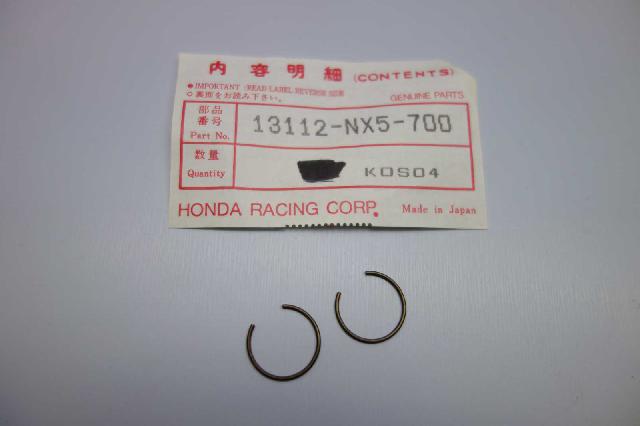 内容明細 (CONTENTS)
●IMPORTANT (READ LABEL REVERSE SIDE
○裏面をお読み下さい。 GENUINE PARTS
部品番号 Part No. 13112-NX5-700
数量 Quantity KOS04
HONDA RACING CORP. Made in Japan